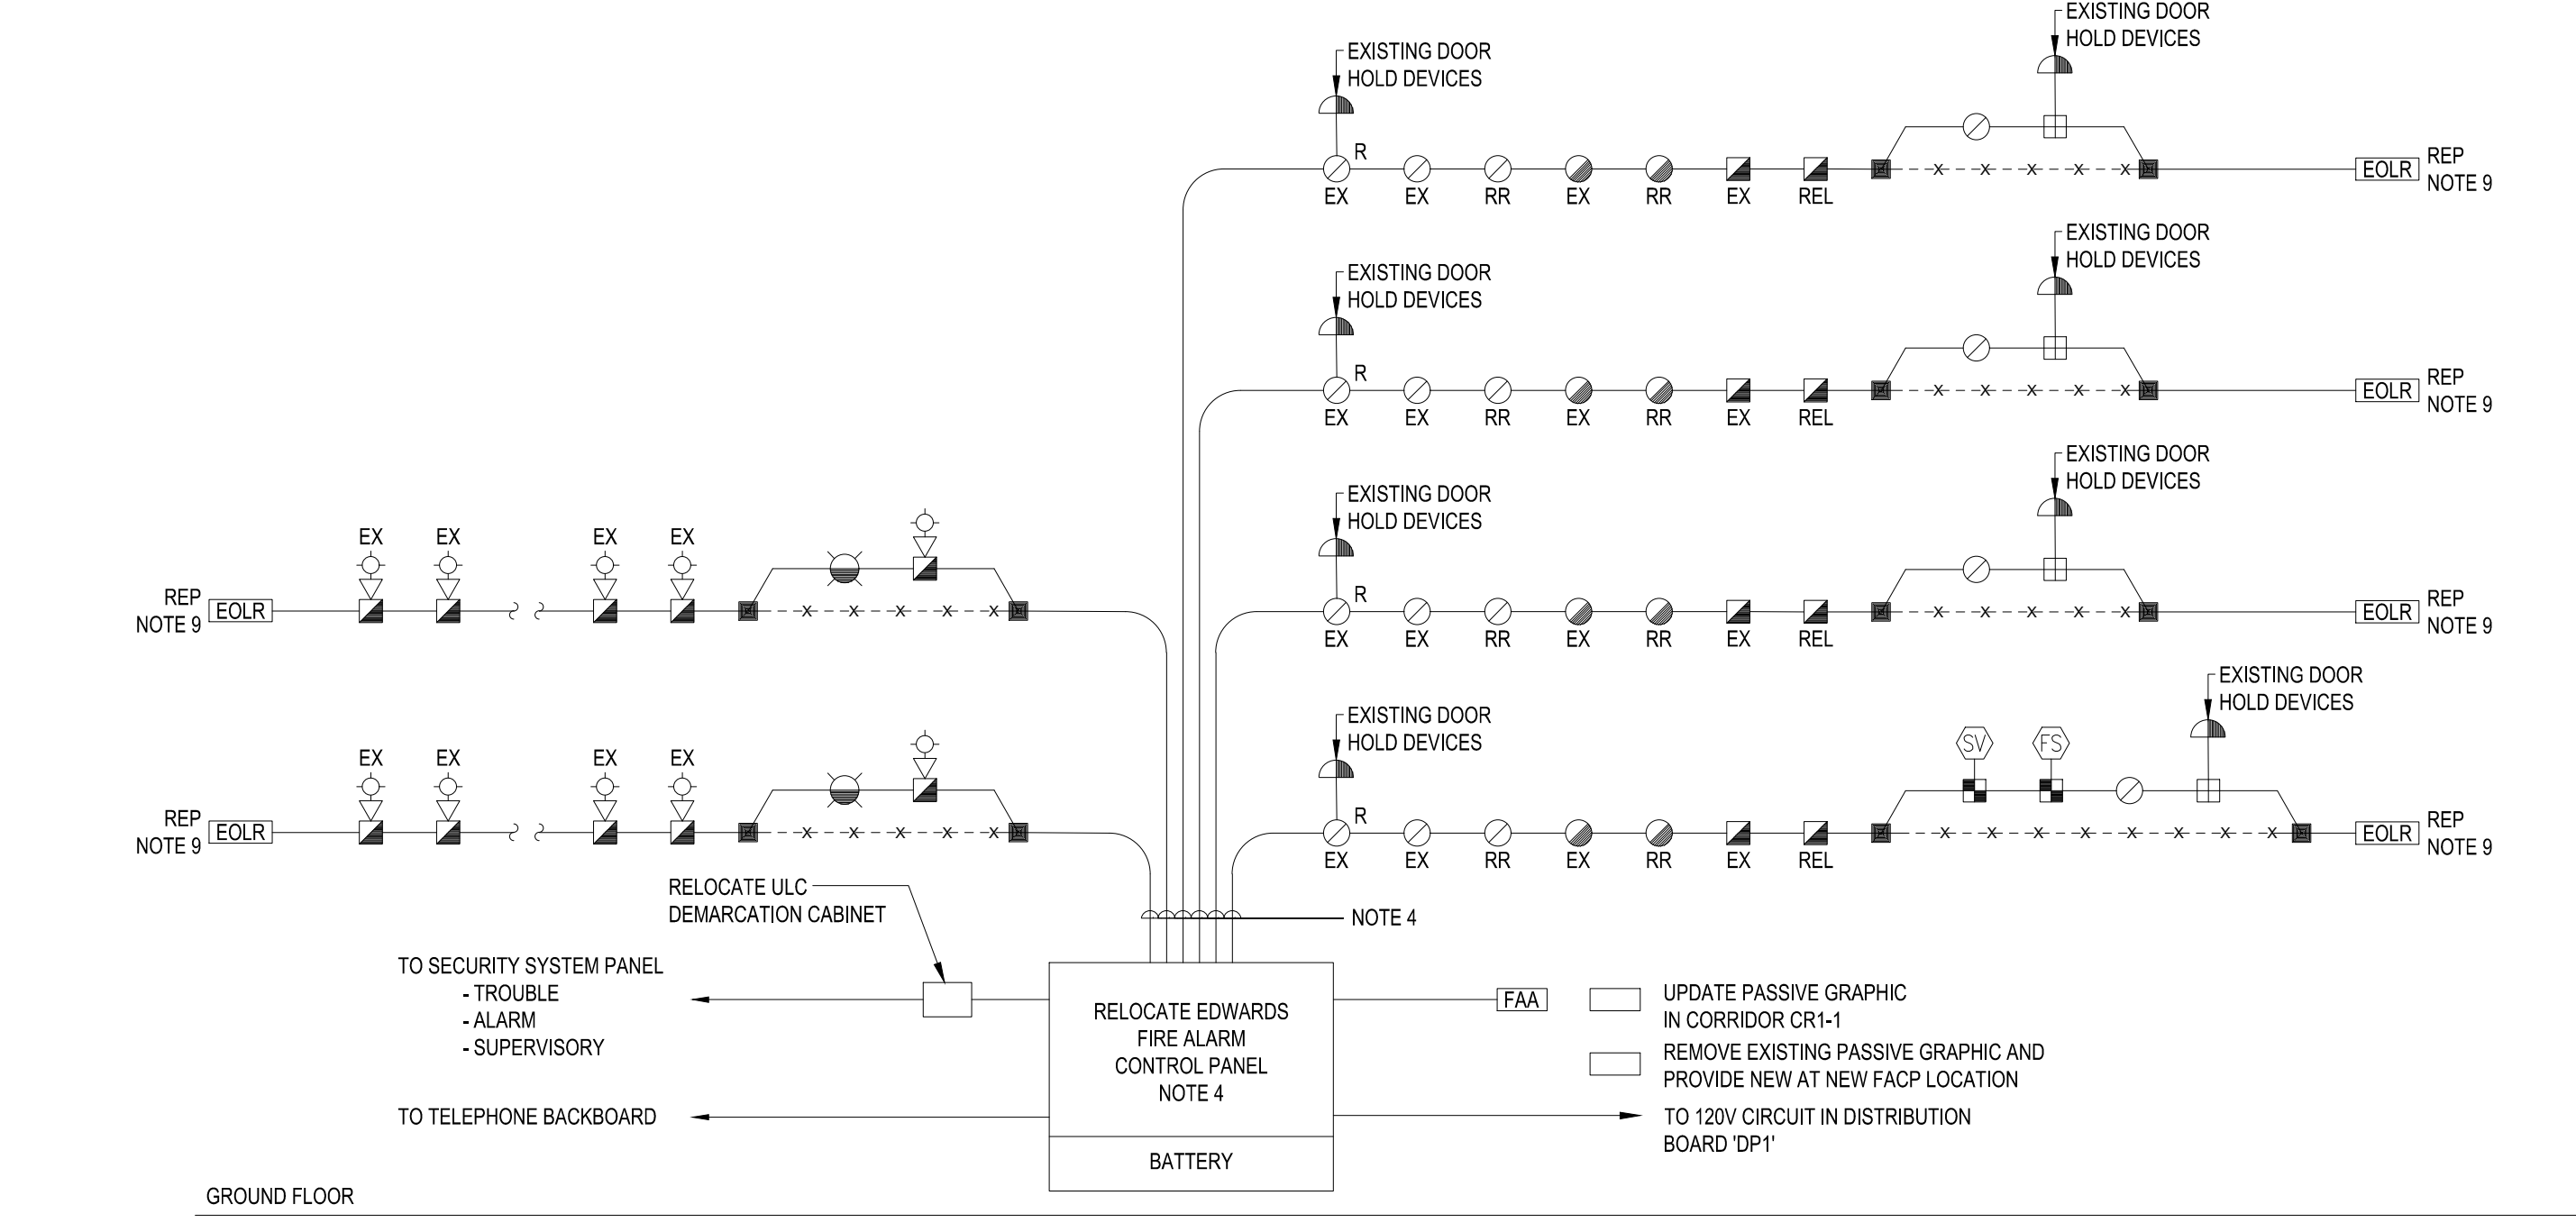 EXISTING DOOR
HOLD DEVICES
EXISTING DOOR
HOLD DEVICES
R
EX
EX
RR
EX
RR
EX
REL
EOLR
REP
NOTE 9
EXISTING DOOR
HOLD DEVICES
EXISTING DOOR
HOLD DEVICES
R
EX
EX
RR
EX
RR
EX
REL
EOLR
REP
NOTE 9
EXISTING DOOR
HOLD DEVICES
EXISTING DOOR
HOLD DEVICES
R
EX
EX
RR
EX
RR
EX
REL
EOLR
REP
NOTE 9
REP
NOTE 9
EOLR
EX
EX
EX
EX
X X X X X
EXISTING DOOR
HOLD DEVICES
EXISTING DOOR
HOLD DEVICES
SV
FS
R
EX
EX
RR
EX
RR
EX
REL
EOLR
REP
NOTE 9
REP
NOTE 9
EOLR
EX
EX
EX
EX
X X X X X
RELOCATE ULC
DEMARCATION CABINET
NOTE 4
TO SECURITY SYSTEM PANEL
- TROUBLE
- ALARM
- SUPERVISORY
TO TELEPHONE BACKBOARD
RELOCATE EDWARDS
FIRE ALARM
CONTROL PANEL
NOTE 4
BATTERY
FAA
UPDATE PASSIVE GRAPHIC
IN CORRIDOR CR1-1
REMOVE EXISTING PASSIVE GRAPHIC AND
PROVIDE NEW AT NEW FACP LOCATION
TO 120V CIRCUIT IN DISTRIBUTION
BOARD 'DP1'
GROUND FLOOR